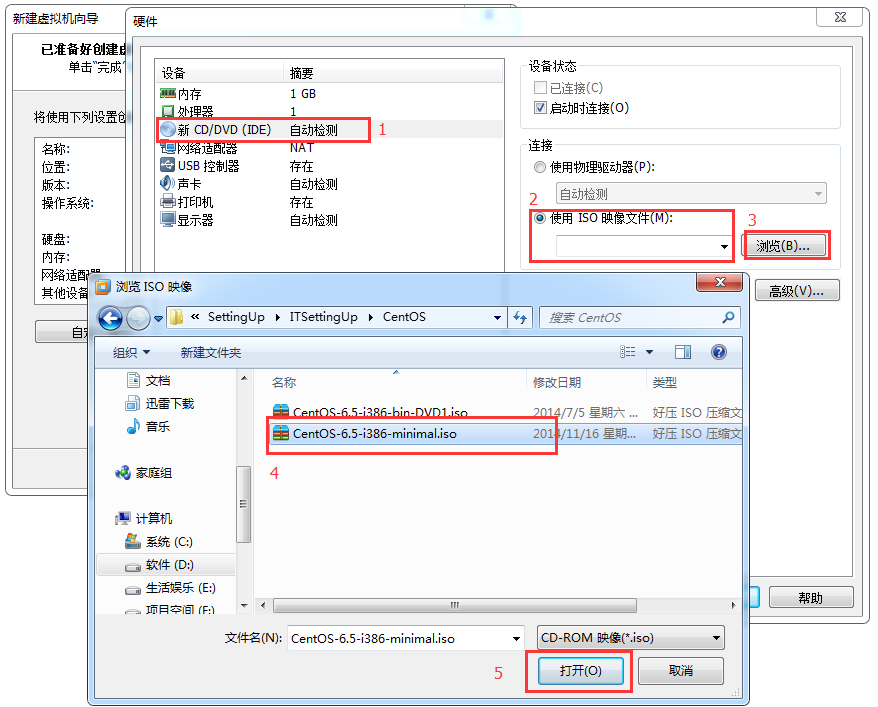 新建虚拟机向导
硬件
已准备好创建虚
单击"完成"
将使用下列设置创
名称:
位置:
版本:
操作系统:
硬盘:
内存:
网络适配器
其他设备
设备 摘要
内存 1 GB
处理器 1
新 CD/DVD (IDE) 自动检测 1
网络适配器 NAT
USB 控制器 存在
声卡 自动检测
打印机 存在
显示器 自动检测
设备状态
已连接(C)
启动时连接(O)
连接
使用物理驱动器(P):
自动检测
2
使用 ISO 映像文件(M):
3
浏览(B)...
高级(V)...
帮助
浏览 ISO 映像
« SettingUp ITSettingUp CentOS
搜索 CentOS
组织 新建文件夹
文档
迅雷下载
音乐
家庭组
计算机
系统 (C:)
软件 (D:)
生活娱乐 (E:)
项目空间 (F:)
名称 修改日期 类型
CentOS-6.5-i386-bin-DVD1.iso 2014/7/5 星期六 ... 好压 ISO 压缩文
CentOS-6.5-i386-minimal.iso 2014/11/16 星期... 好压 ISO 压缩文
4
文件名(N): CentOS-6.5-i386-minimal.iso CD-ROM 映像(*.iso)
5 打开(O) 取消